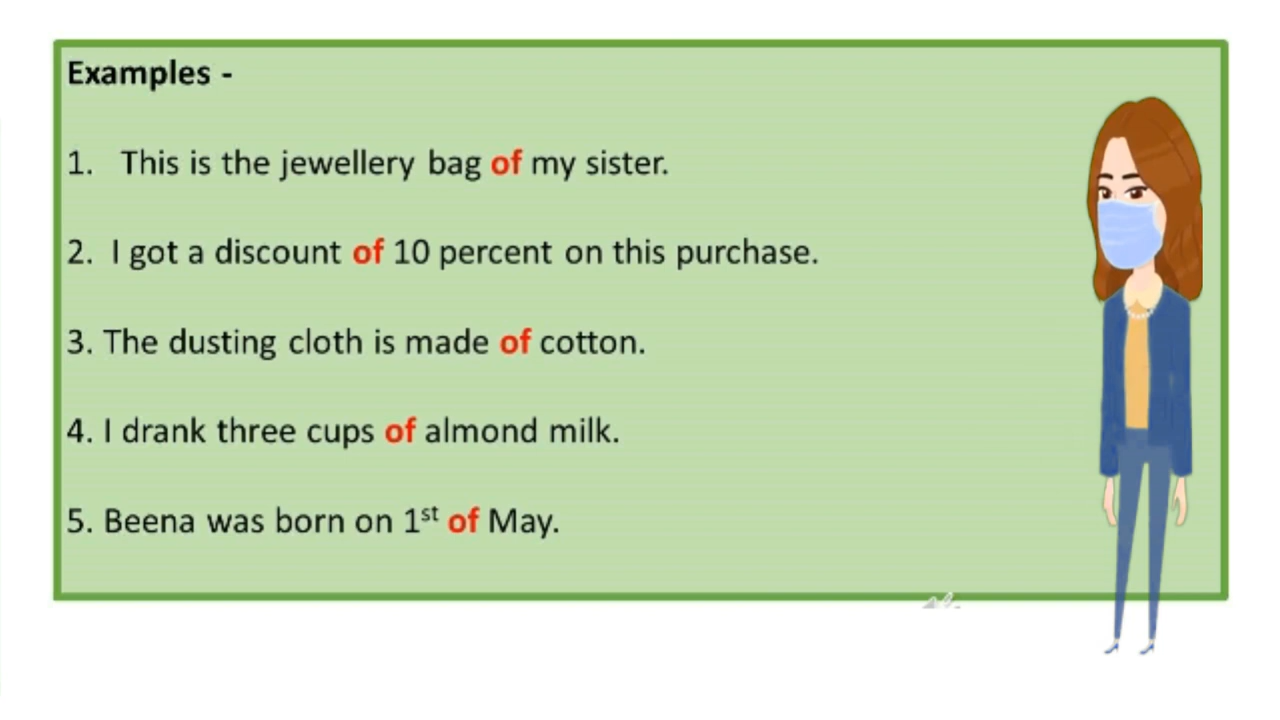 Examples -
1. This is the jewellery bag of my sister.
2. I got a discount of 10 percent on this purchase.
3. The dusting cloth is made of cotton.
4. I drank three cups of almond milk.
5. Beena was born on 1st of May.